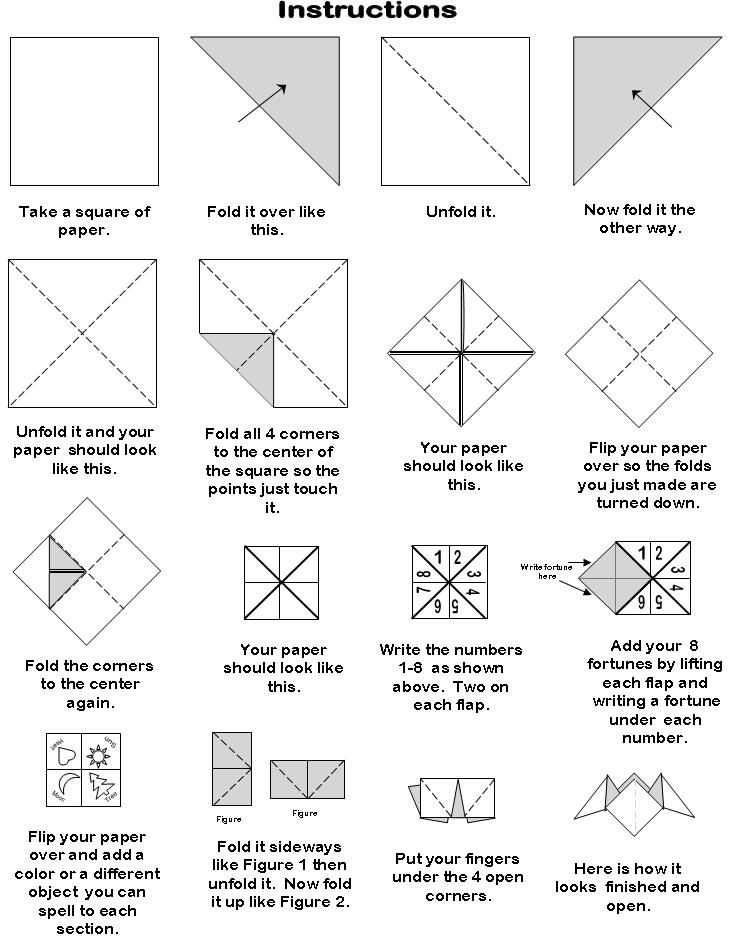 Instructions
Take a square of
paper.
Fold it over like
this.
Unfold it.
Now fold it the
other way.
Unfold it and your
paper should look
like this.
Fold all 4 corners
to the center of
the square so the
points just touch
it.
Your paper
should look like
this.
Flip your paper
over so the folds
you just made are
turned down.
Fold the corners
to the center
again.
Your paper
should look like
this.
1 2
3
4
5
6
7
8
Write the numbers
1-8 as shown
above. Two on
each flap.
Write fortune
here
1 2
3
4
5
6
Add your 8
fortunes by lifting
each flap and
writing a fortune
under each
number.
Heart
Sun
Moon
Tree
Flip your paper
over and add a
color or a different
object you can
spell to each
section.
Figure
Figure
Fold it sideways
like Figure 1 then
unfold it. Now fold
it up like Figure 2.
Put your fingers
under the 4 open
corners.
Here is how it
looks finished and
open.